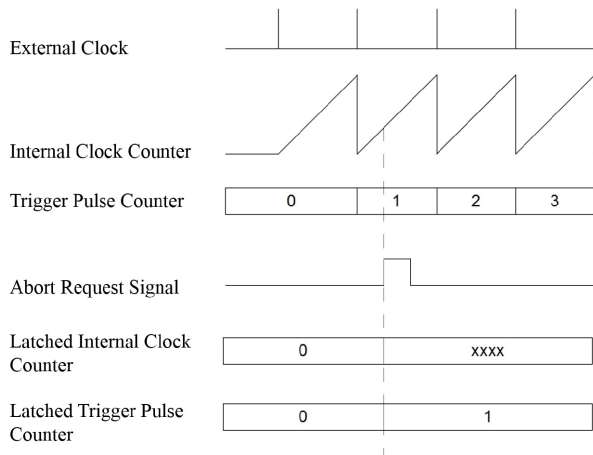 External Clock
Internal Clock Counter
Trigger Pulse Counter
0 1 2 3
Abort Request Signal
Latched Internal Clock
Counter
0 xxxx
Latched Trigger Pulse
Counter
0 1